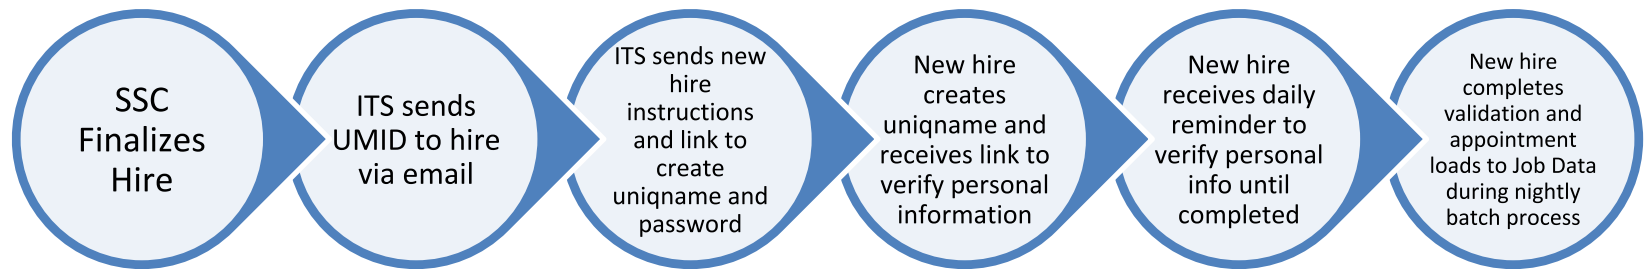 SSC
Finalizes
Hire
ITS sends
UMID to hire
via email
ITS sends new
hire
instructions
and link to
create
uniqname and
password
New hire
creates
uniqname and
receives link to
verify personal
information
New hire
receives daily
reminder to
verify personal
info until
completed
New hire
completes
validation and
appointment
loads to Job Data
during nightly
batch process